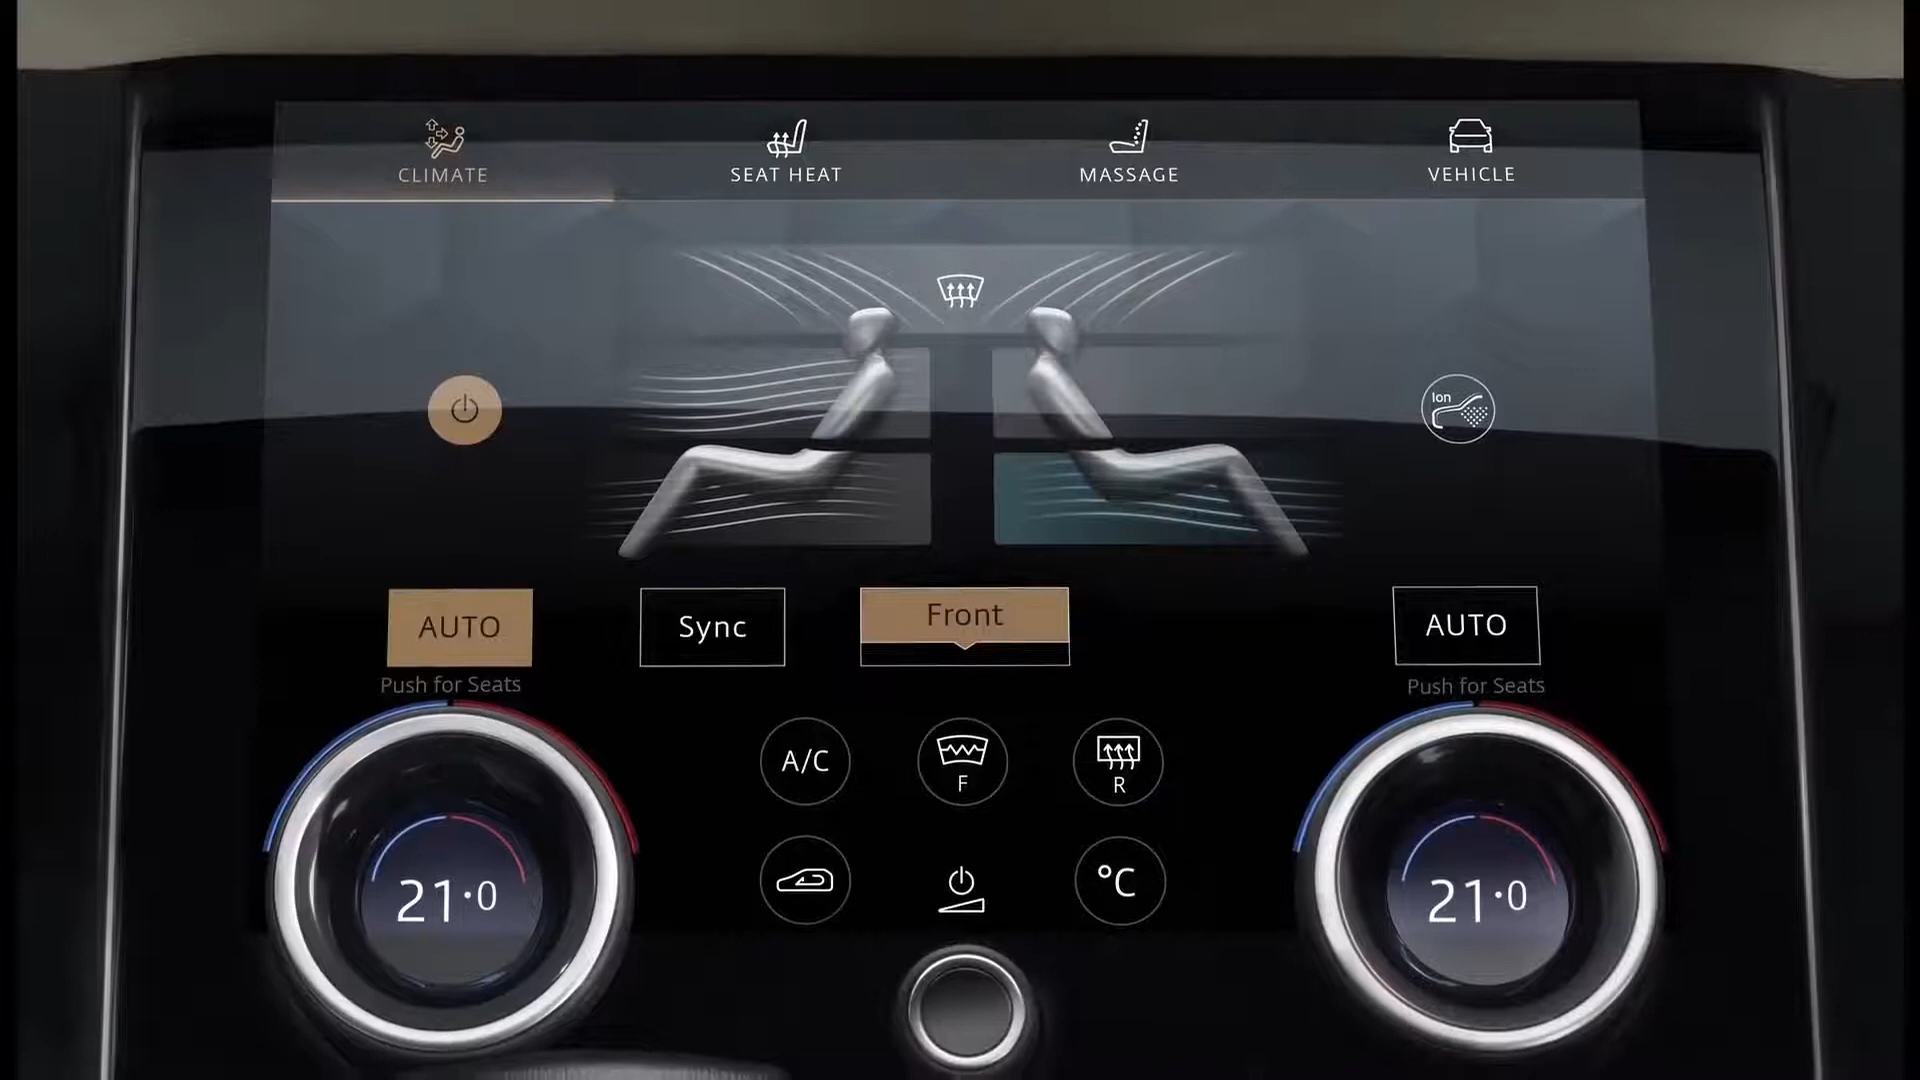 CLIMATE
SEAT HEAT
MASSAGE
VEHICLE
Ion
AUTO
Sync
Front
AUTO
Push for Seats
Push for Seats
A/C
F
R
21.0
°C
21.0